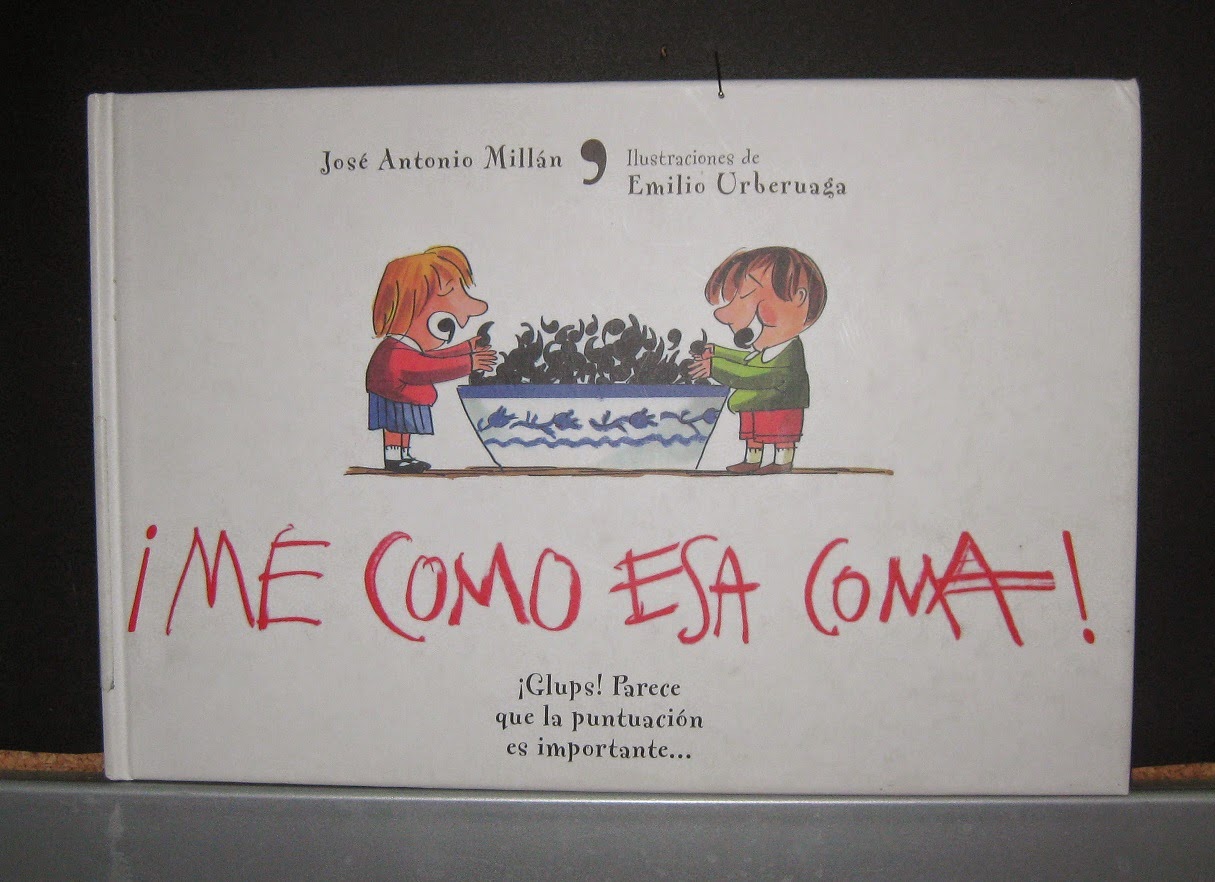 José Antonio Millán , Ilustraciones de
Emilio Urberuaga
¡ME COMO ESA COMA!
¡Glups! Parece
que la puntuación
es importante...